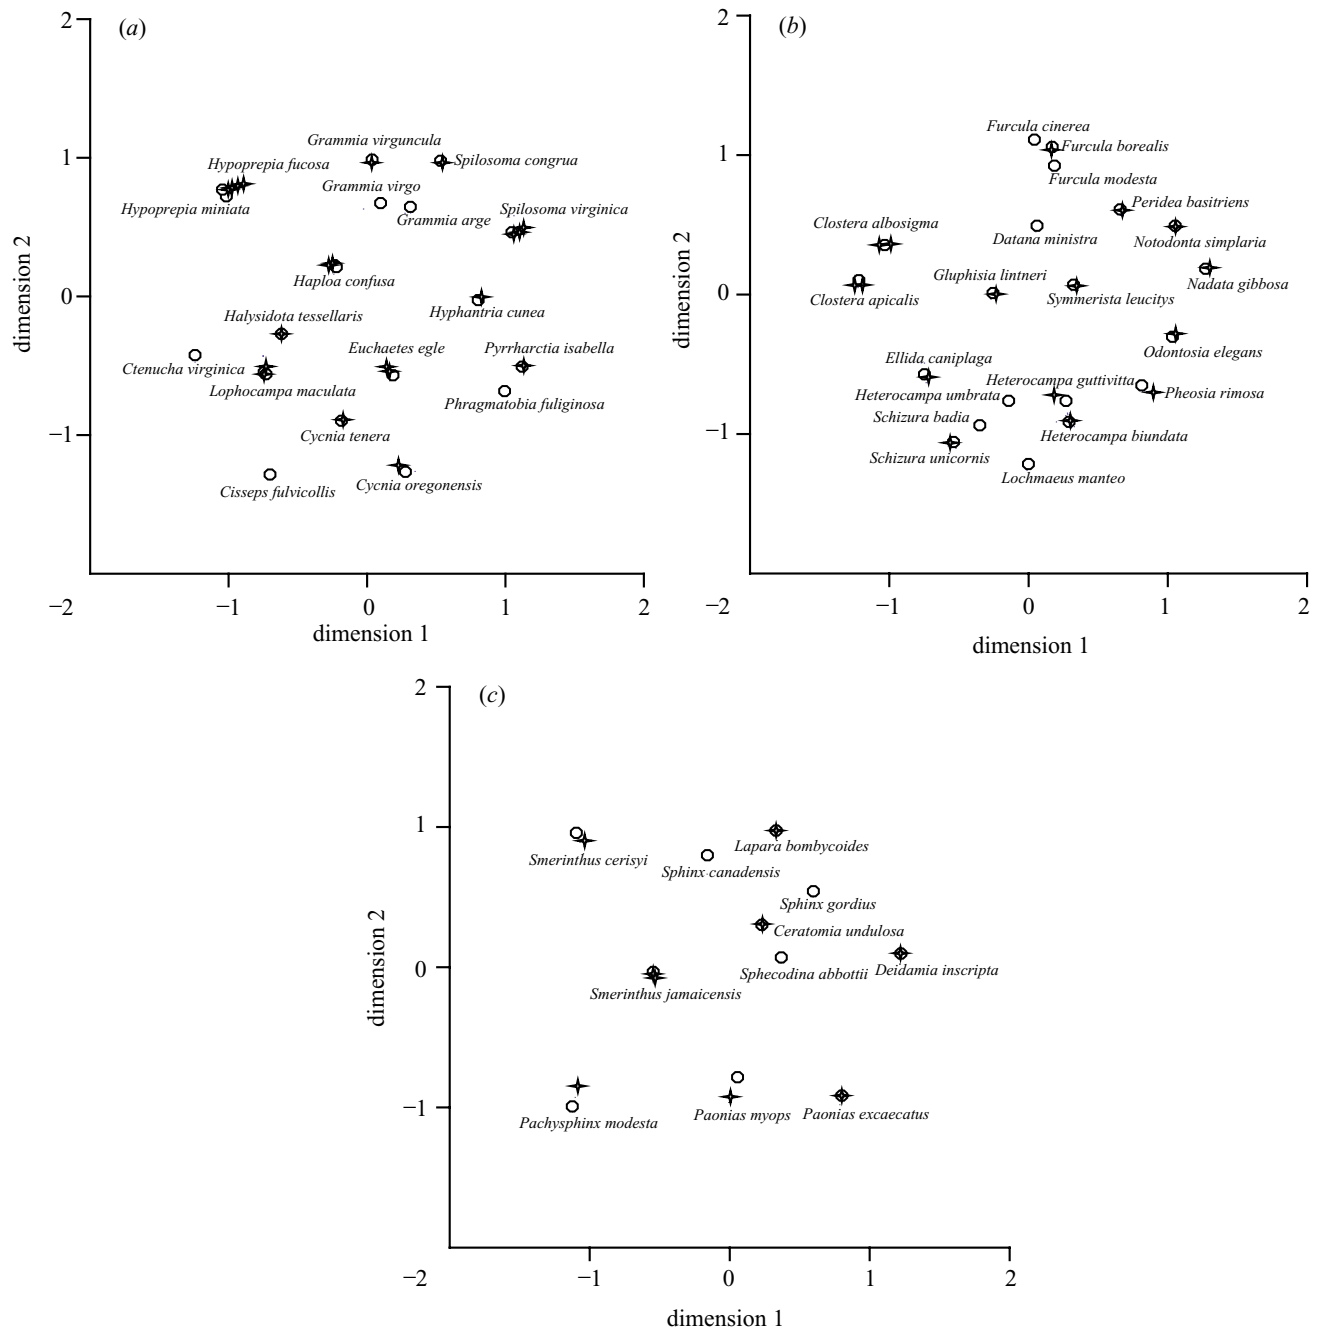 (a)
2
1
0
−1
−2
−1
0
1
2
dimension 1
dimension 2
Grammia virguncula
Hypoprepia fucosa
Spilosoma congrua
Grammia virgo
Hypoprepia miniata
Grammia arge
Spilosoma virginica
Haploa confusa
Hyphantria cunea
Halysidota tessellaris
Euchaetes egle
Pyrrharctia isabella
Ctenucha virginica
Lophocampa maculata
Phragmatobia fuliginosa
Cycnia tenera
Cisseps fulvicollis
Cycnia oregonensis
(b)
2
1
0
−1
−2
−1
0
1
2
dimension 1
dimension 2
Furcula cinerea
Furcula borealis
Furcula modesta
Peridea basitriens
Clostera albosigma
Datana ministra
Notodonta simplaria
Gluphisia lintneri
Nadata gibbosa
Clostera apicalis
Symmerista leucitys
Odontosia elegans
Ellida caniplaga
Heterocampa guttivitta
Heterocampa umbrata
Pheosia rimosa
Schizura badia
Heterocampa biundata
Schizura unicornis
Lochmaeus manteo
(c)
2
1
0
−1
−2
−1
0
1
2
dimension 1
dimension 2
Lapara bombycoides
Smerinthus cerisyi
Sphinx canadensis
Sphinx gordius
Ceratomia undulosa
Sphecodina abbottii
Deidamia inscripta
Smerinthus jamaicensis
Pachysphinx modesta
Paonias myops
Paonias excaecatus